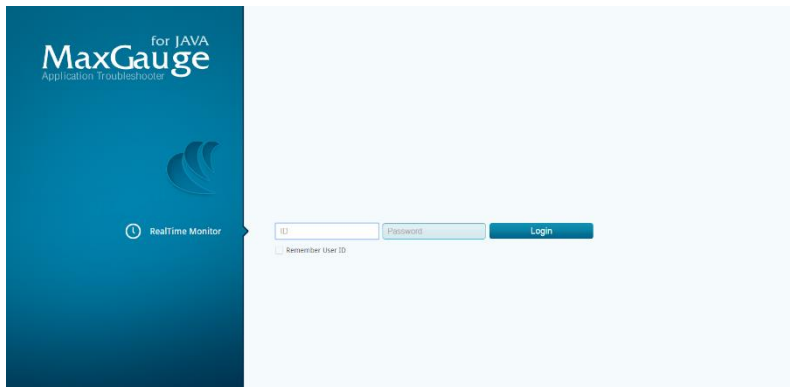 for JAVA
MaxGauge
Application Troubleshooter
RealTime Monitor
ID
Password
Login
Remember User ID